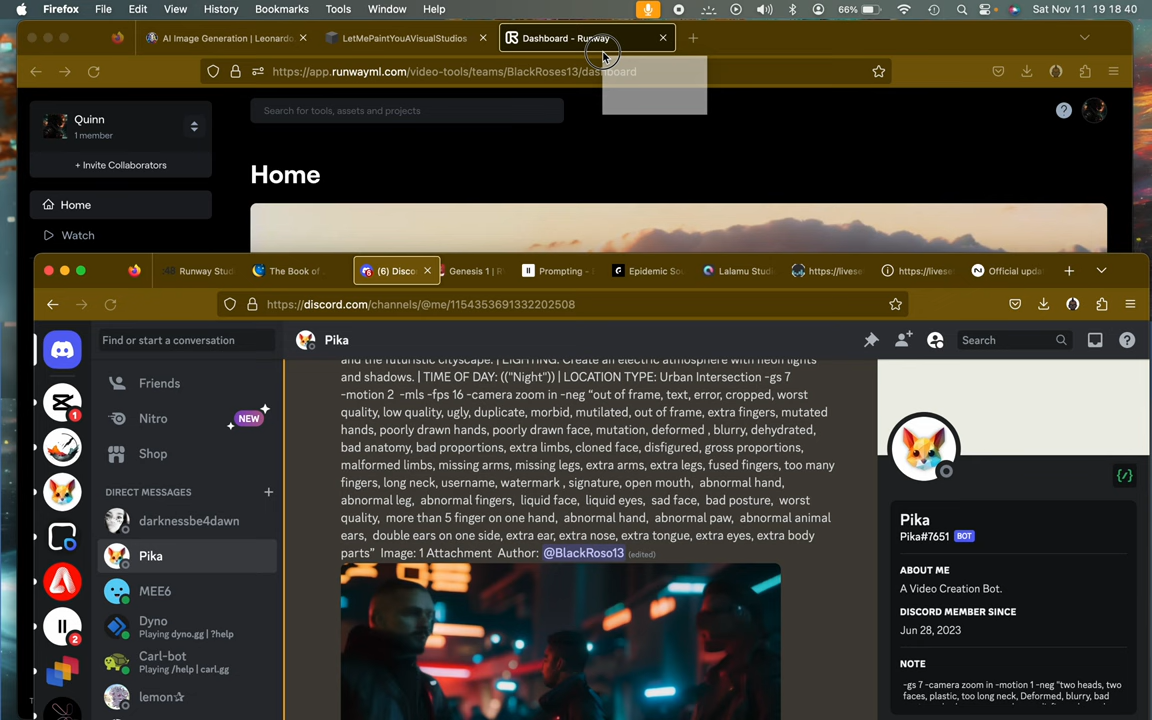 Firefox File Edit View History Bookmarks Tools Window Help 66% Sat Nov 11 19 18 40
AI Image Generation | Leonardo LetMePaintYouAVisualStudios Dashboard - Runway
https://app.runwayml.com/video-tools/teams/BlackRoses13/dashboard
Quinn
1 member
Search for tools, assets and projects
+ Invite Collaborators
Home
Home
Watch
Runway Stud The Book of (6) Disco Genesis 1 | R Prompting - Epidemic So Lalamu Studi https://livese https://livese Official upda
https://discord.com/channels/@me/1154353691332202508
Find or start a conversation
Pika
Search
Friends
Nitro NEW
Shop
DIRECT MESSAGES
darknessbe4dawn
Pika
MEE6
Dyno
Playing dyno.gg | ?help
Carl-bot
Playing /help | carl.gg
lemon
1
2
and the futuristic cityscape. | LIGHTING: Create an electric atmosphere with neon lights
and shadows. | TIME OF DAY: (("Night")) | LOCATION TYPE: Urban Intersection -gs 7
-motion 2 -mls -fps 16 -camera zoom in -neg “out of frame, text, error, cropped, worst
quality, low quality, ugly, duplicate, morbid, mutilated, out of frame, extra fingers, mutated
hands, poorly drawn hands, poorly drawn face, mutation, deformed , blurry, dehydrated,
bad anatomy, bad proportions, extra limbs, cloned face, disfigured, gross proportions,
malformed limbs, missing arms, missing legs, extra arms, extra legs, fused fingers, too many
fingers, long neck, username, watermark , signature, open mouth, abnormal hand,
abnormal leg, abnormal fingers, liquid face, liquid eyes, sad face, bad posture, worst
quality, more than 5 finger on one hand, abnormal hand, abnormal paw, abnormal animal
ears, double ears on one side, extra ear, extra nose, extra tongue, extra eyes, extra body
parts” Image: 1 Attachment Author: @BlackRoso13 (edited)
Pika
Pika#7651 BOT
ABOUT ME
A Video Creation Bot.
DISCORD MEMBER SINCE
Jun 28, 2023
NOTE
-gs 7 -camera zoom in -motion 1 -neg "two heads, two
faces, plastic, too long neck, Deformed, blurry, bad